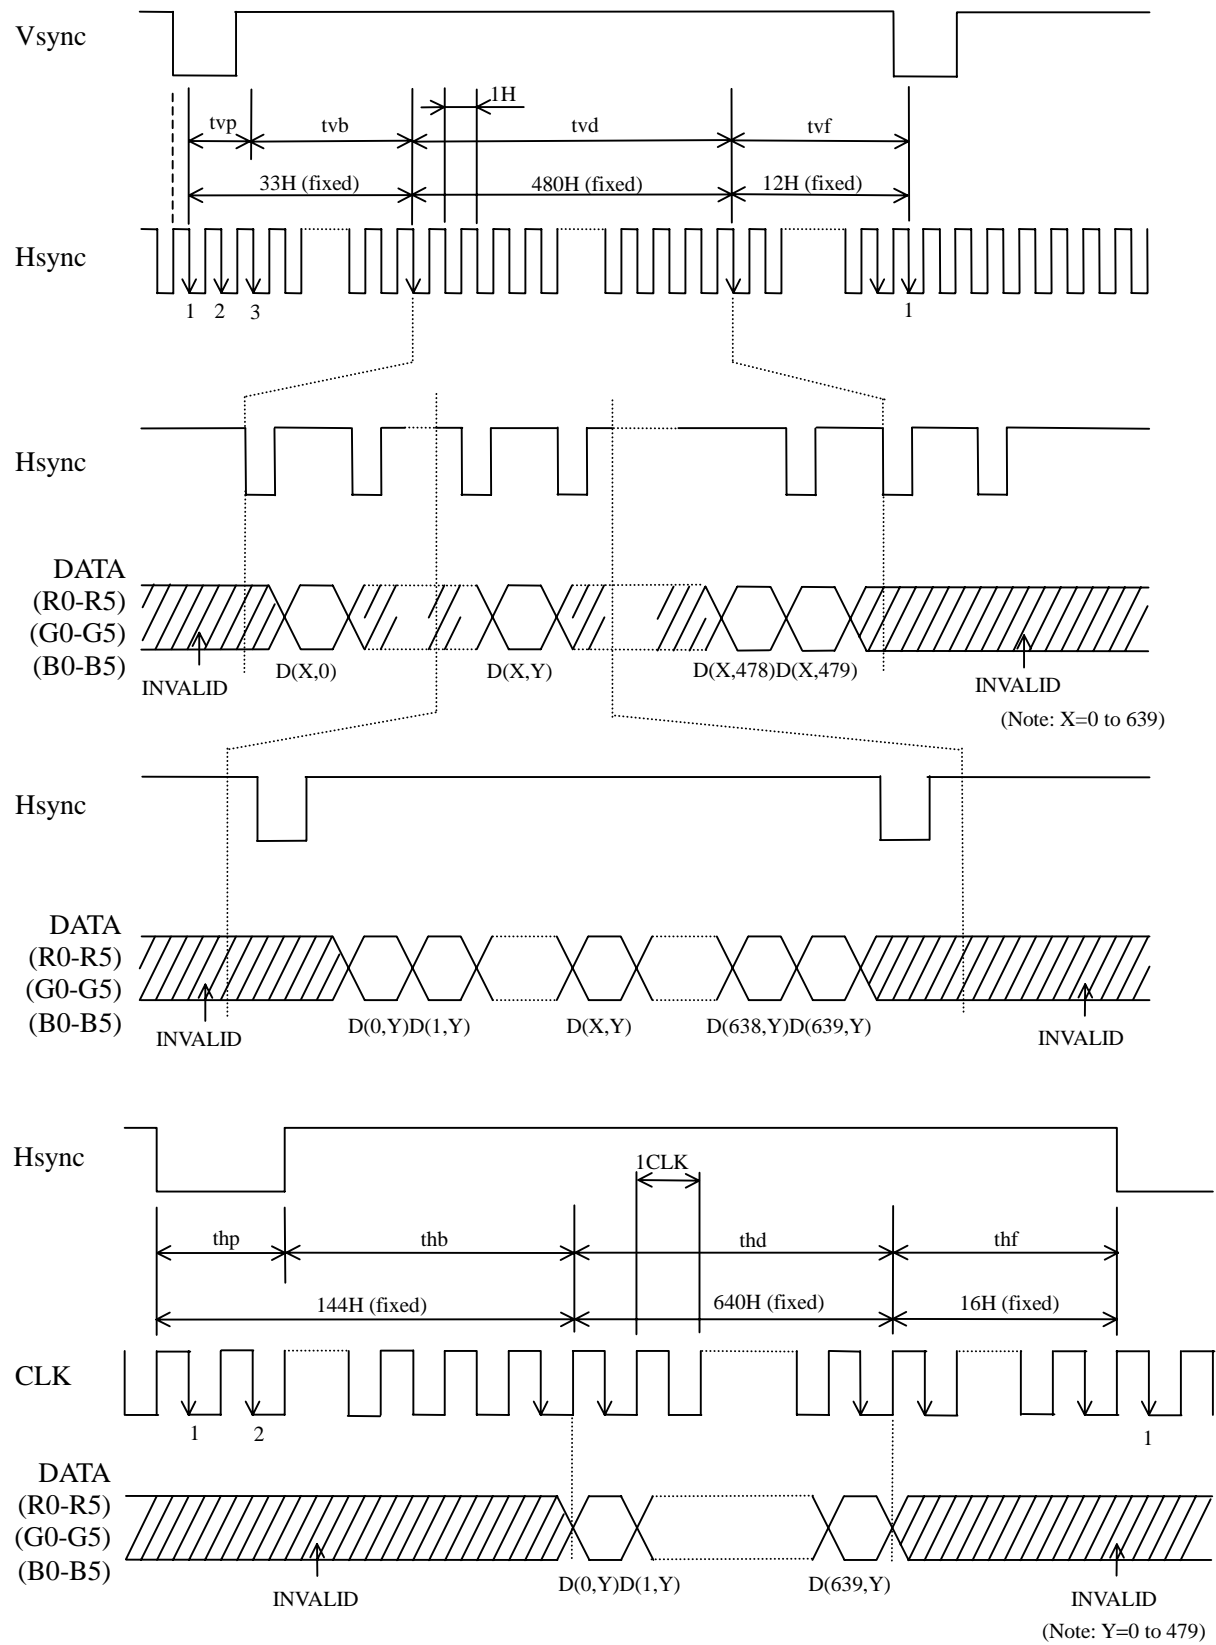 Vsync
1H
tvp
tvb
tvd
tvf
33H (fixed)
480H (fixed)
12H (fixed)
Hsync
1
2
3
1
Hsync
DATA
(R0-R5)
(G0-G5)
(B0-B5)
INVALID
D(X,0)
D(X,Y)
D(X,478)D(X,479)
INVALID
(Note: X=0 to 639)
Hsync
DATA
(R0-R5)
(G0-G5)
(B0-B5)
INVALID
D(0,Y)D(1,Y)
D(X,Y)
D(638,Y)D(639,Y)
INVALID
Hsync
1CLK
thp
thb
thd
thf
144H (fixed)
640H (fixed)
16H (fixed)
CLK
1
2
1
DATA
(R0-R5)
(G0-G5)
(B0-B5)
INVALID
D(0,Y)D(1,Y)
D(639,Y)
INVALID
(Note: Y=0 to 479)